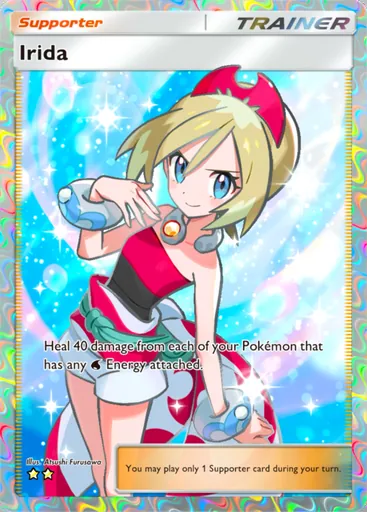 Supporter
TRAINER
Irida
Heal 40 damage from each of your Pokémon that
has any Energy attached.
Illus. Atsushi Furusawa
You may play only 1 Supporter card during your turn.